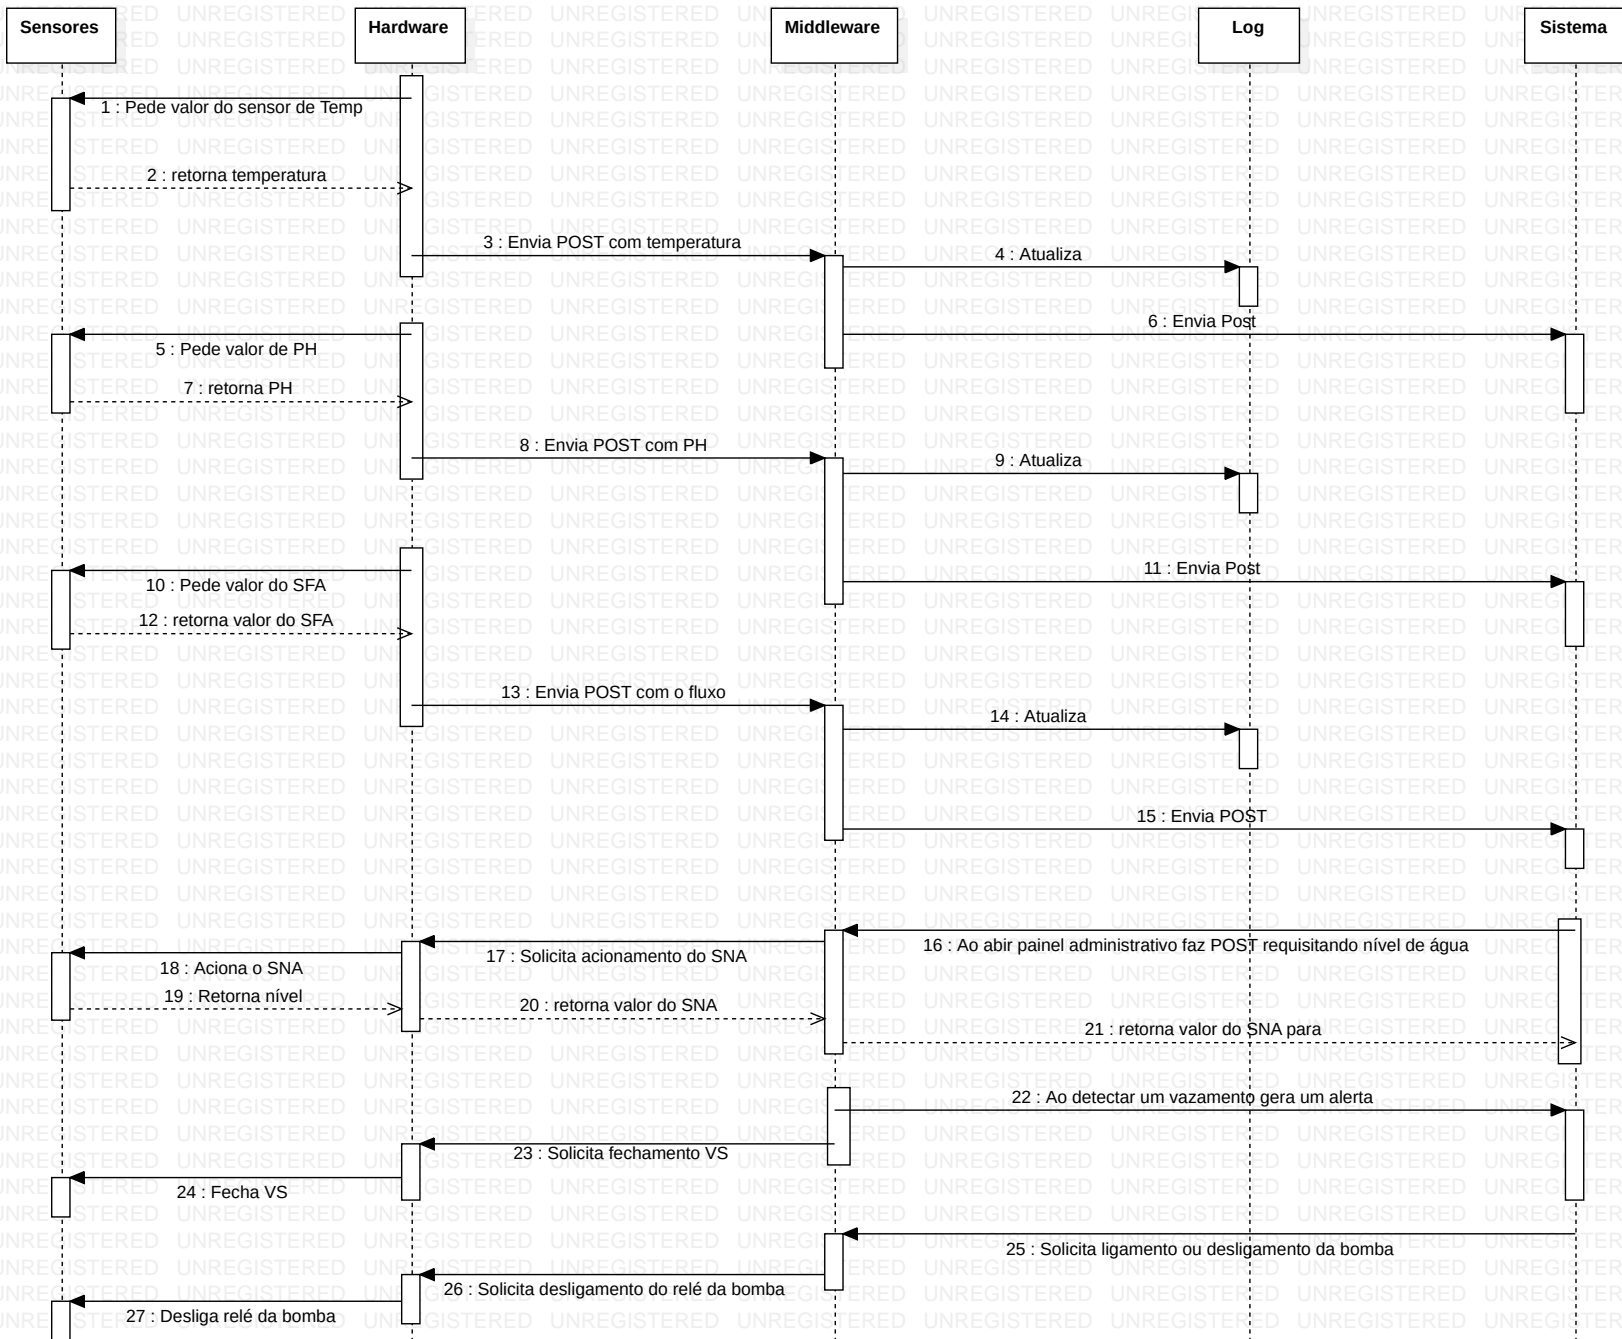 Sensores
Hardware
Middleware
Log
Sistema
1 : Pede valor do sensor de Temp
2 : retorna temperatura
3 : Envia POST com temperatura
4 : Atualiza
6 : Envia Post
5 : Pede valor de PH
7 : retorna PH
8 : Envia POST com PH
9 : Atualiza
11 : Envia Post
10 : Pede valor do SFA
12 : retorna valor do SFA
13 : Envia POST com o fluxo
14 : Atualiza
15 : Envia POST
16 : Ao abir painel administrativo faz POST requisitando nível de água
17 : Solicita acionamento do SNA
18 : Aciona o SNA
19 : Retorna nível
20 : retorna valor do SNA
21 : retorna valor do SNA para
22 : Ao detectar um vazamento gera um alerta
23 : Solicita fechamento VS
24 : Fecha VS
25 : Solicita ligamento ou desligamento da bomba
26 : Solicita desligamento do relé da bomba
27 : Desliga relé da bomba
UNREGISTERED